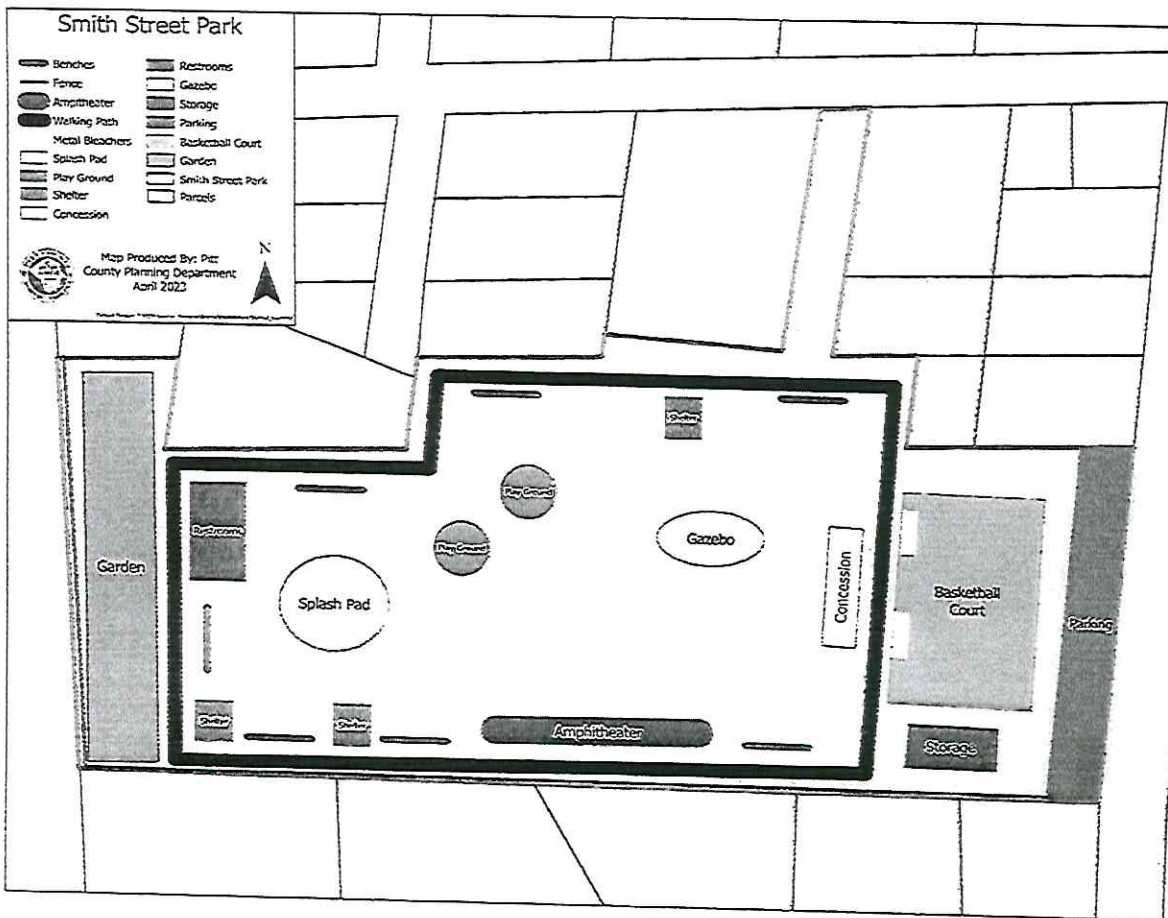 Smith Street Park
Benches
Fence
Ampitheater
Walking Path
Metal Bleachers
Splash Pad
Play Ground
Shelter
Concession
Restrooms
Gazebo
Storage
Parking
Basketball Court
Garden
Smith Street Park
Parcels
Map Produced By: Pitt
County Planning Department
April 2023
N
Shelter
Play Ground
Restrooms
Play Ground
Gazebo
Garden
Splash Pad
Concession
Basketball
Court
Parking
Shelter
Shelter
Amphitheater
Storage